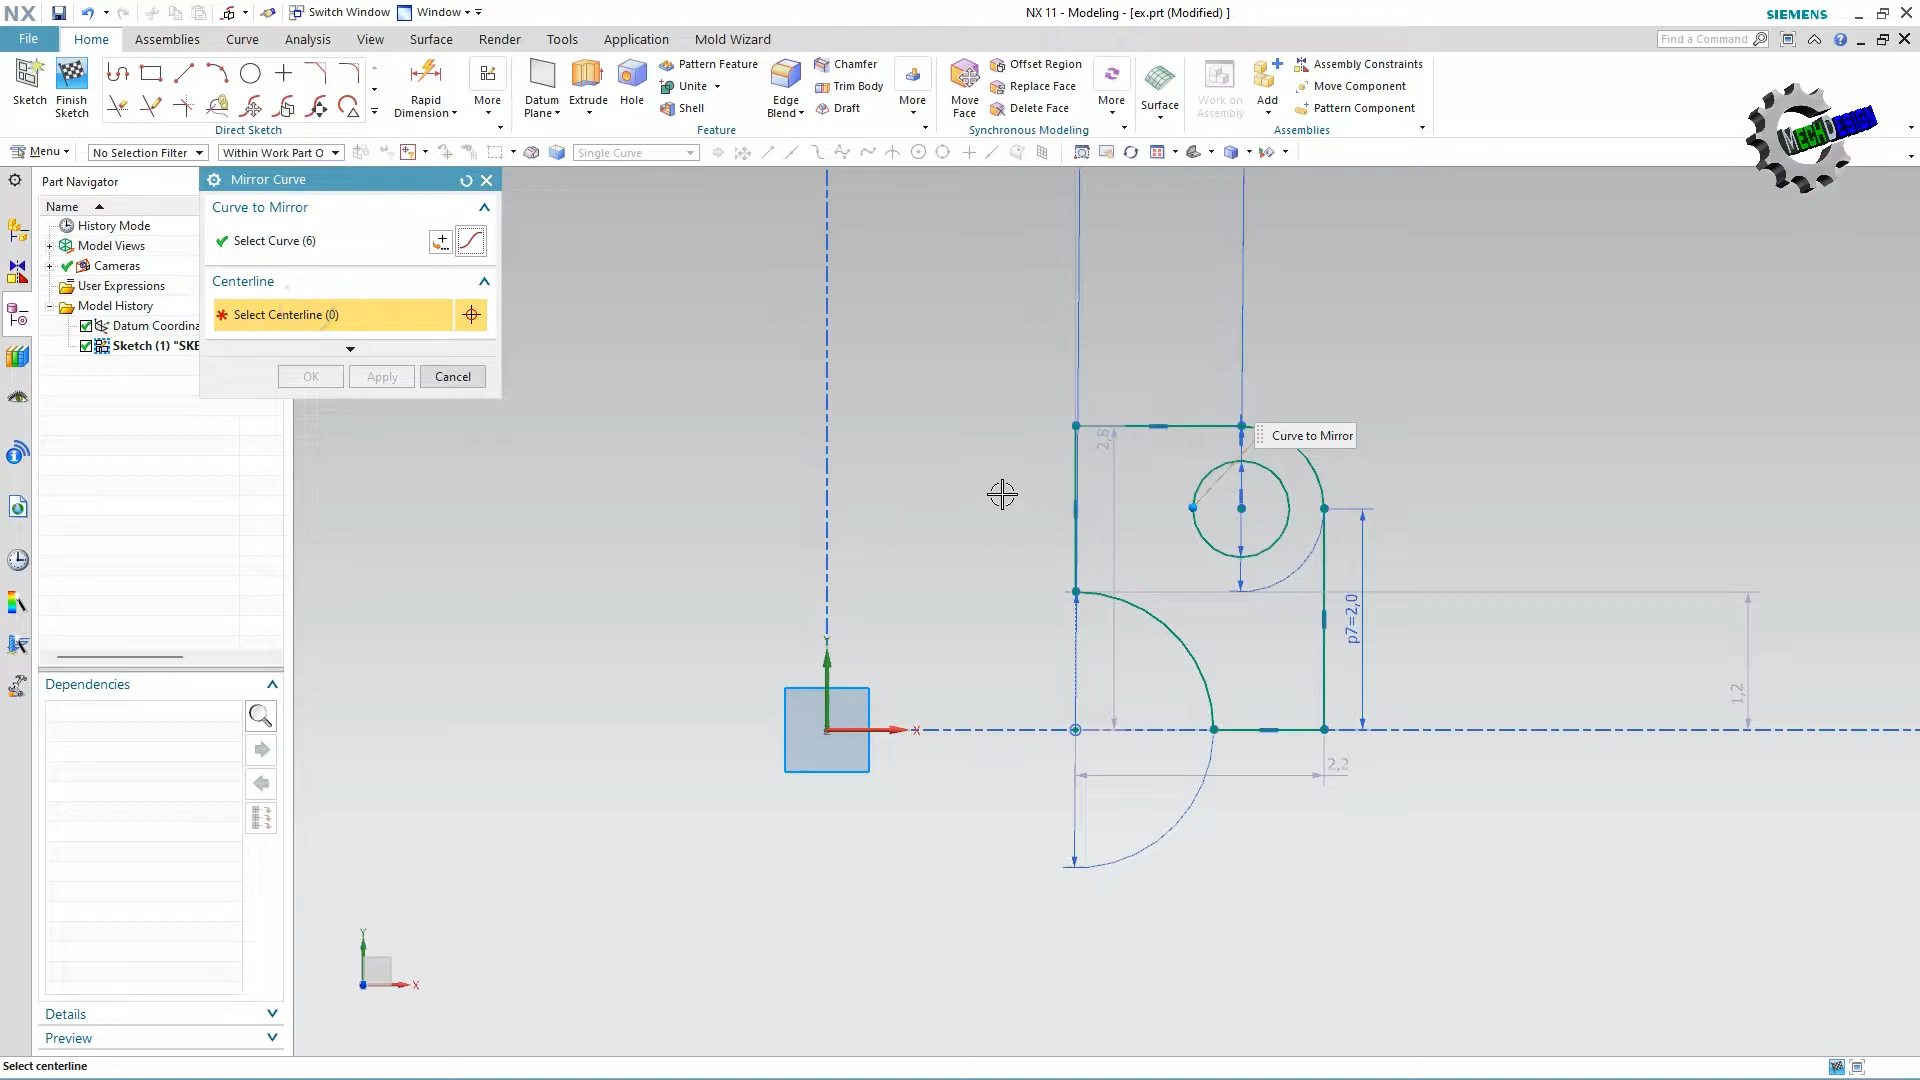 NX
Switch Window
Window
NX 11 - Modeling - [ex.prt (Modified) ]
SIEMENS
File
Home
Assemblies
Curve
Analysis
View
Surface
Render
Tools
Application
Mold Wizard
Find a Command
Sketch
Finish Sketch
Direct Sketch
Rapid Dimension
More
Datum Plane
Extrude
Hole
Pattern Feature
Unite
Shell
Edge Blend
Chamfer
Trim Body
Draft
More
Feature
Move Face
Offset Region
Replace Face
Delete Face
More
Synchronous Modeling
Surface
Work on Assembly
Add
Assembly Constraints
Move Component
Pattern Component
Assemblies
MECHDESIGN
Menu
No Selection Filter
Within Work Part O
Single Curve
Part Navigator
Name
History Mode
Model Views
Cameras
User Expressions
Model History
Datum Coordina
Sketch (1) "SKE
Mirror Curve
Curve to Mirror
Select Curve (6)
Centerline
Select Centerline (0)
OK
Apply
Cancel
Curve to Mirror
2,8
p7=2,0
1,2
2,2
Y
X
Y
X
Dependencies
Details
Preview
Select centerline